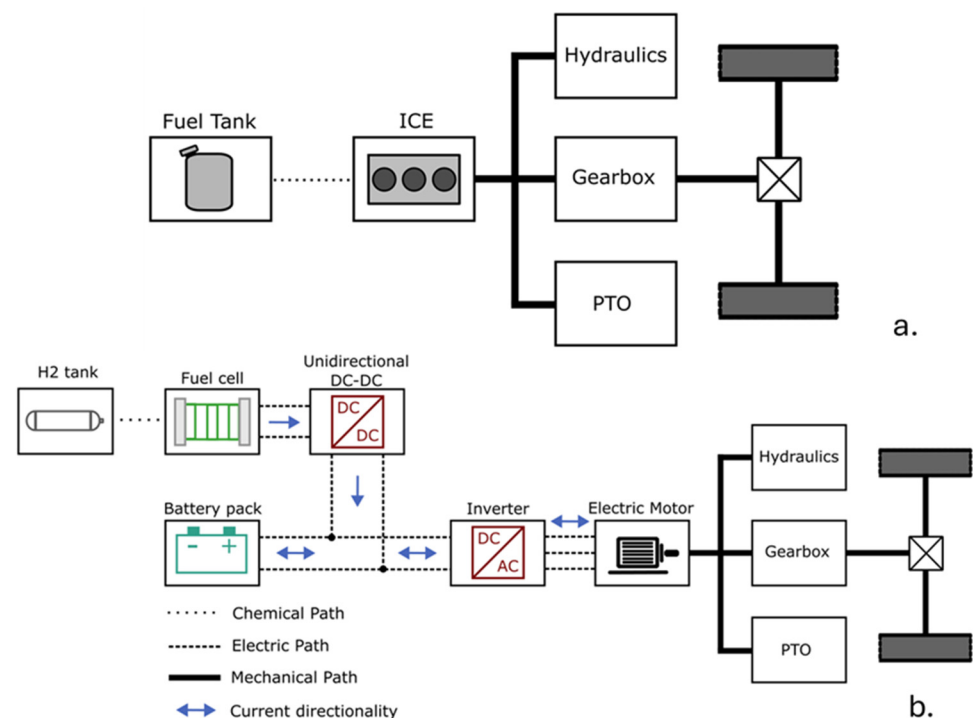 Fuel Tank
ICE
Hydraulics
Gearbox
PTO
a.
H2 tank
Fuel cell
Unidirectional
DC-DC
DC
DC
Battery pack
- +
Inverter
DC
AC
Electric Motor
Hydraulics
Gearbox
PTO
Chemical Path
Electric Path
Mechanical Path
Current directionality
b.